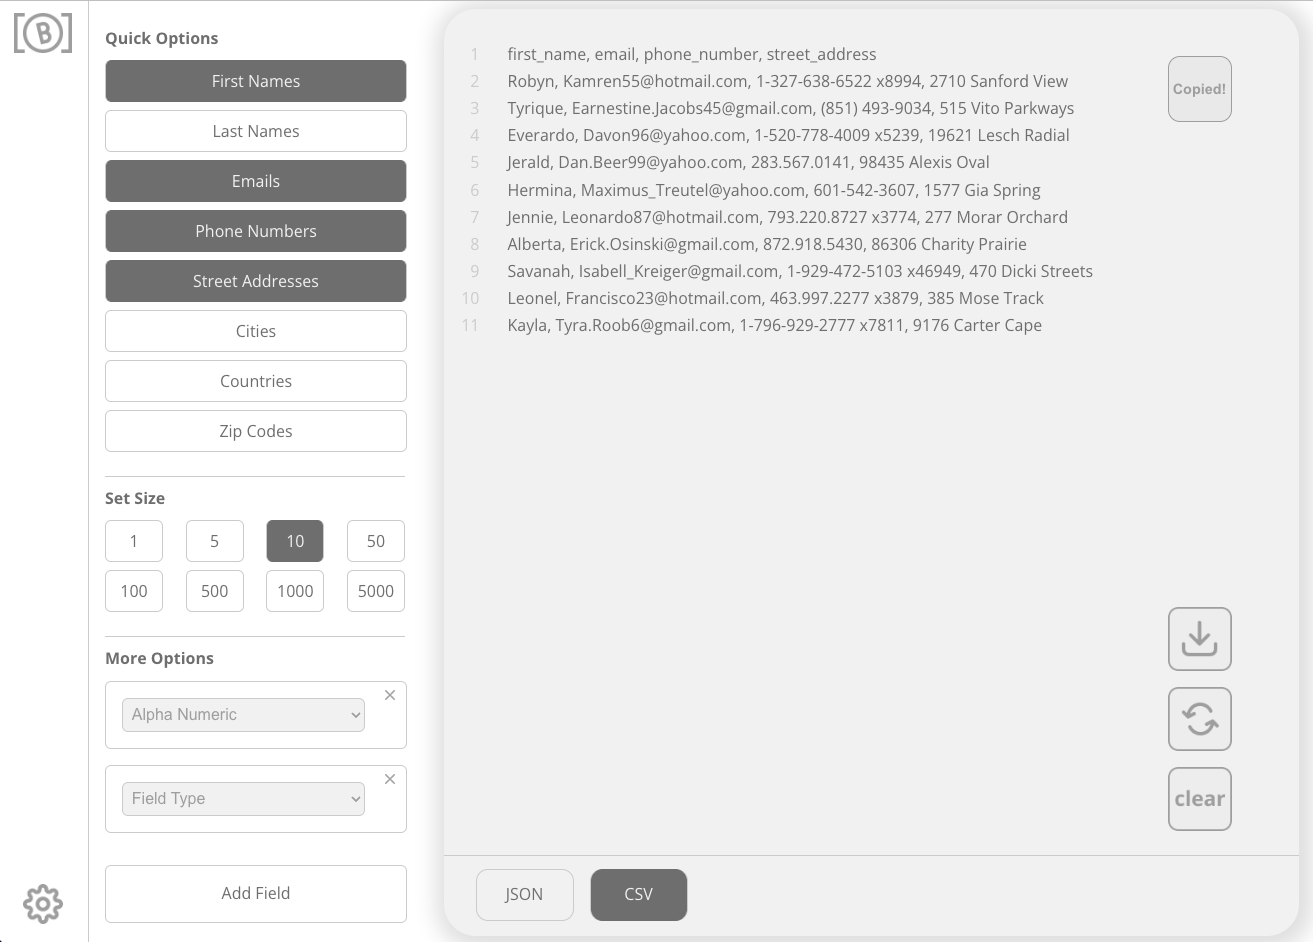 B
Quick Options
First Names
Last Names
Emails
Phone Numbers
Street Addresses
Cities
Countries
Zip Codes
Set Size
1 5 10 50
100 500 1000 5000
More Options
Alpha Numeric
Field Type
Add Field
1 first_name, email, phone_number, street_address
2 Robyn, Kamren55@hotmail.com, 1-327-638-6522 x8994, 2710 Sanford View
3 Tyrique, Earnestine.Jacobs45@gmail.com, (851) 493-9034, 515 Vito Parkways
4 Everardo, Davon96@yahoo.com, 1-520-778-4009 x5239, 19621 Lesch Radial
5 Jerald, Dan.Beer99@yahoo.com, 283.567.0141, 98435 Alexis Oval
6 Hermina, Maximus_Treutel@yahoo.com, 601-542-3607, 1577 Gia Spring
7 Jennie, Leonardo87@hotmail.com, 793.220.8727 x3774, 277 Morar Orchard
8 Alberta, Erick.Osinski@gmail.com, 872.918.5430, 86306 Charity Prairie
9 Savanah, Isabell_Kreiger@gmail.com, 1-929-472-5103 x46949, 470 Dicki Streets
10 Leonel, Francisco23@hotmail.com, 463.997.2277 x3879, 385 Mose Track
11 Kayla, Tyra.Roob6@gmail.com, 1-796-929-2777 x7811, 9176 Carter Cape
Copied!
clear
JSON CSV